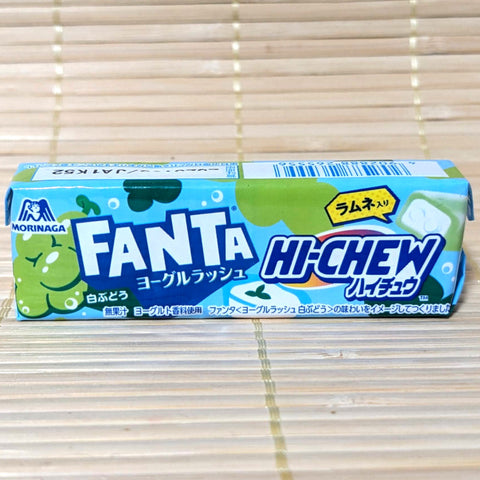 JA1K52
MORINAGA
FANTA
ヨーグルラッシュ
白ぶどう
無果汁 ヨーグルト香料使用 ファンタ<ヨーグルラッシュ 白ぶどう>の味わいをイメージしてつくりまし
ラムネ入り
HI-CHEW
ハイチュウ
TM